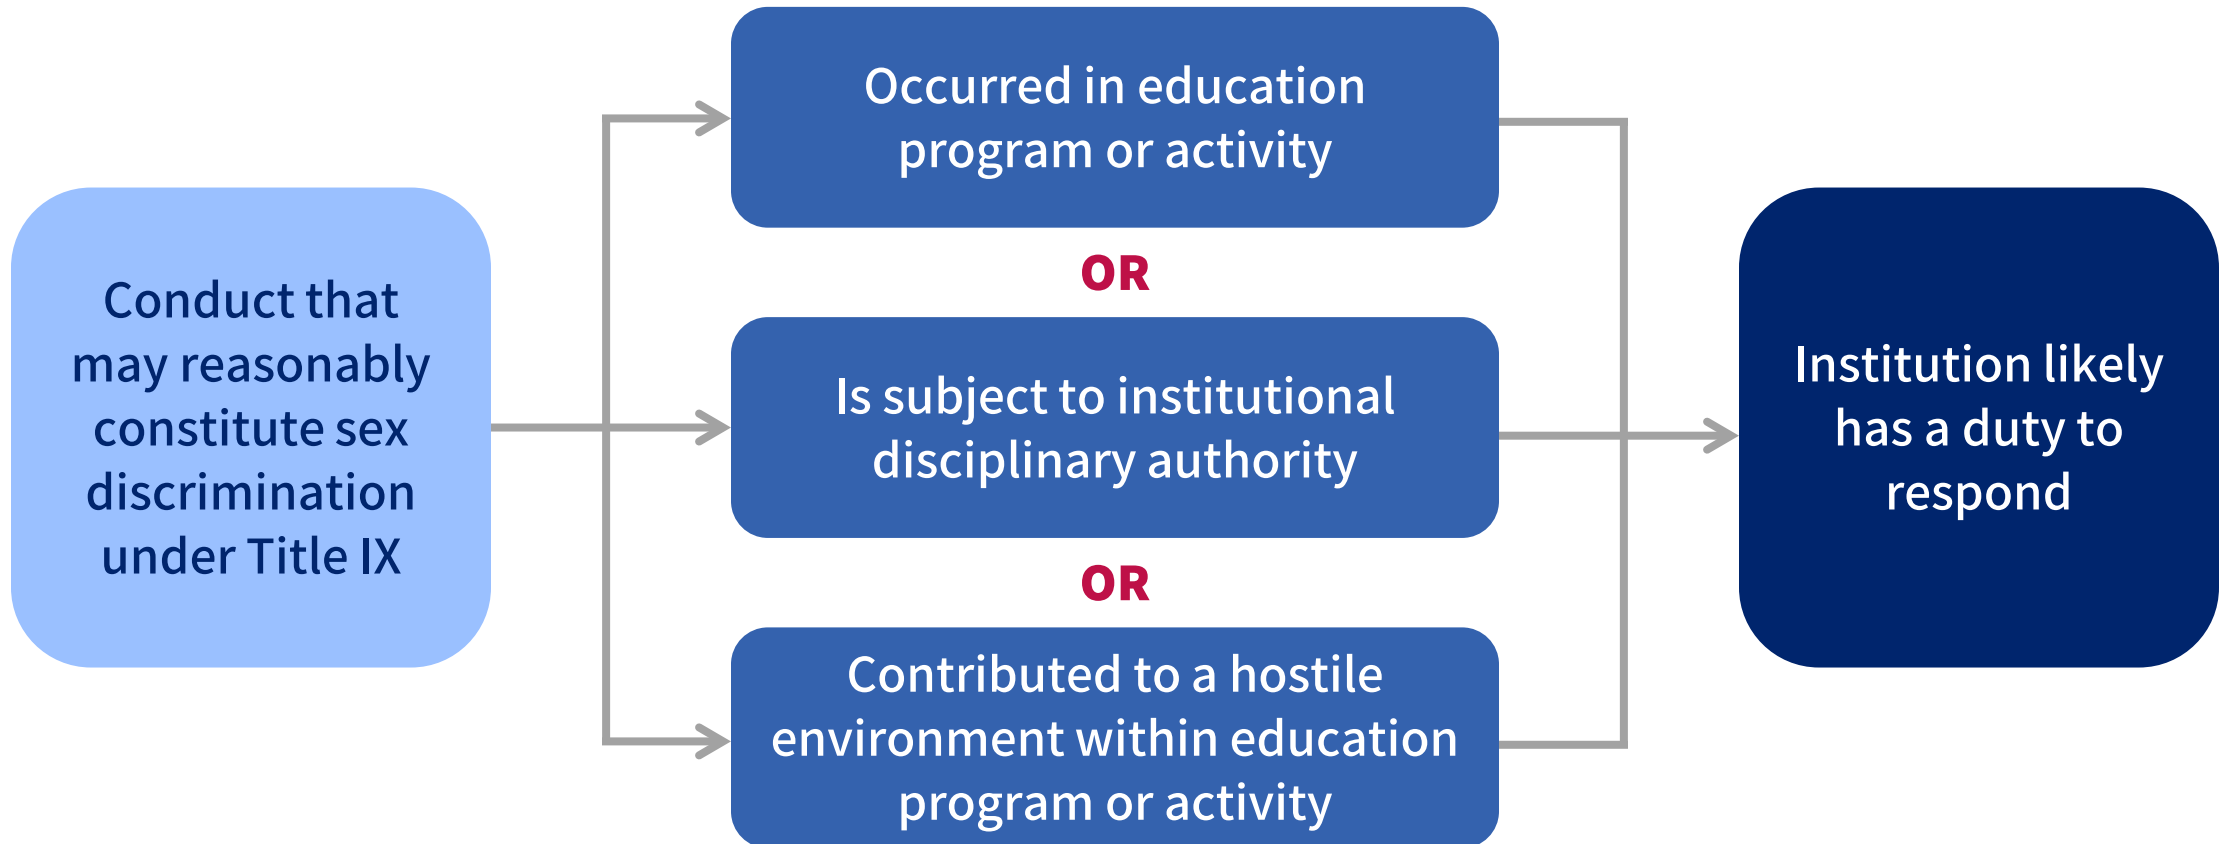 Conduct that
may reasonably
constitute sex
discrimination
under Title IX
Occurred in education
program or activity
OR
Is subject to institutional
disciplinary authority
OR
Contributed to a hostile
environment within education
program or activity
Institution likely
has a duty to
respond